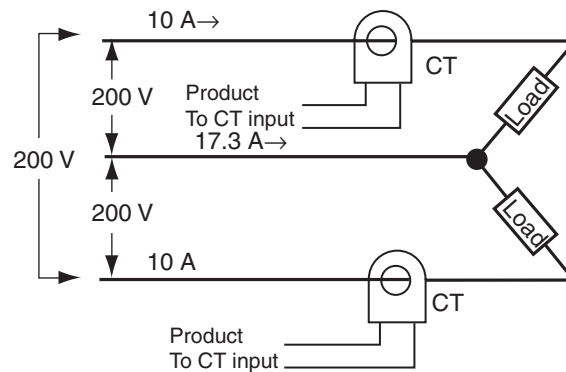 10 A→
CT
200 V
Product
To CT input
Load
17.3 A→
200 V
200 V
Load
10 A
CT
Product
To CT input